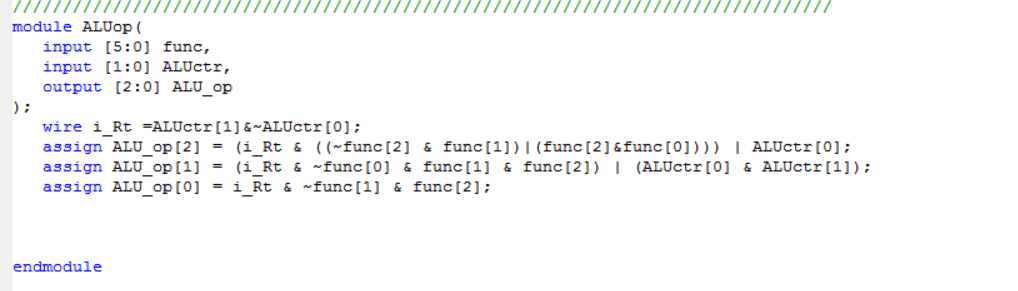 //////////////////////////////////////////////////////////////////////////////////
module ALUop(
input [5:0] func,
input [1:0] ALUctr,
output [2:0] ALU_op
);
wire i_Rt =ALUctr[1]&~ALUctr[0];
assign ALU_op[2] = (i_Rt & ((~func[2] & func[1])|(func[2]&func[0]))) | ALUctr[0];
assign ALU_op[1] = (i_Rt & ~func[0] & func[1] & func[2]) | (ALUctr[0] & ALUctr[1]);
assign ALU_op[0] = i_Rt & ~func[1] & func[2];
endmodule